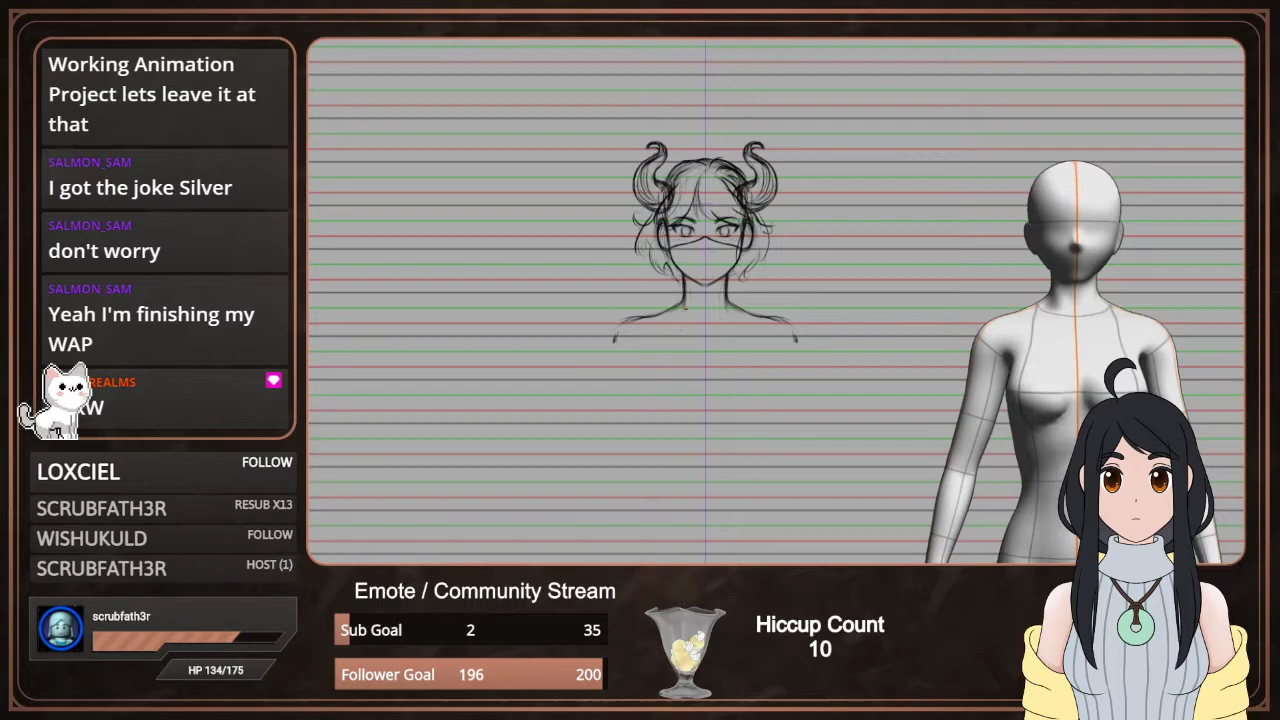 Working Animation
Project lets leave it at
that
SALMON_SAM
I got the joke Silver
SALMON_SAM
don't worry
SALMON_SAM
Yeah I'm finishing my
WAP
LOXCIEL FOLLOW
SCRUBFATH3R RESUB X13
WISHUKULD FOLLOW
SCRUBFATH3R HOST (1)
scrubfath3r
HP 134/175
Emote / Community Stream
Sub Goal 2 35
Follower Goal 196 200
Hiccup Count
10